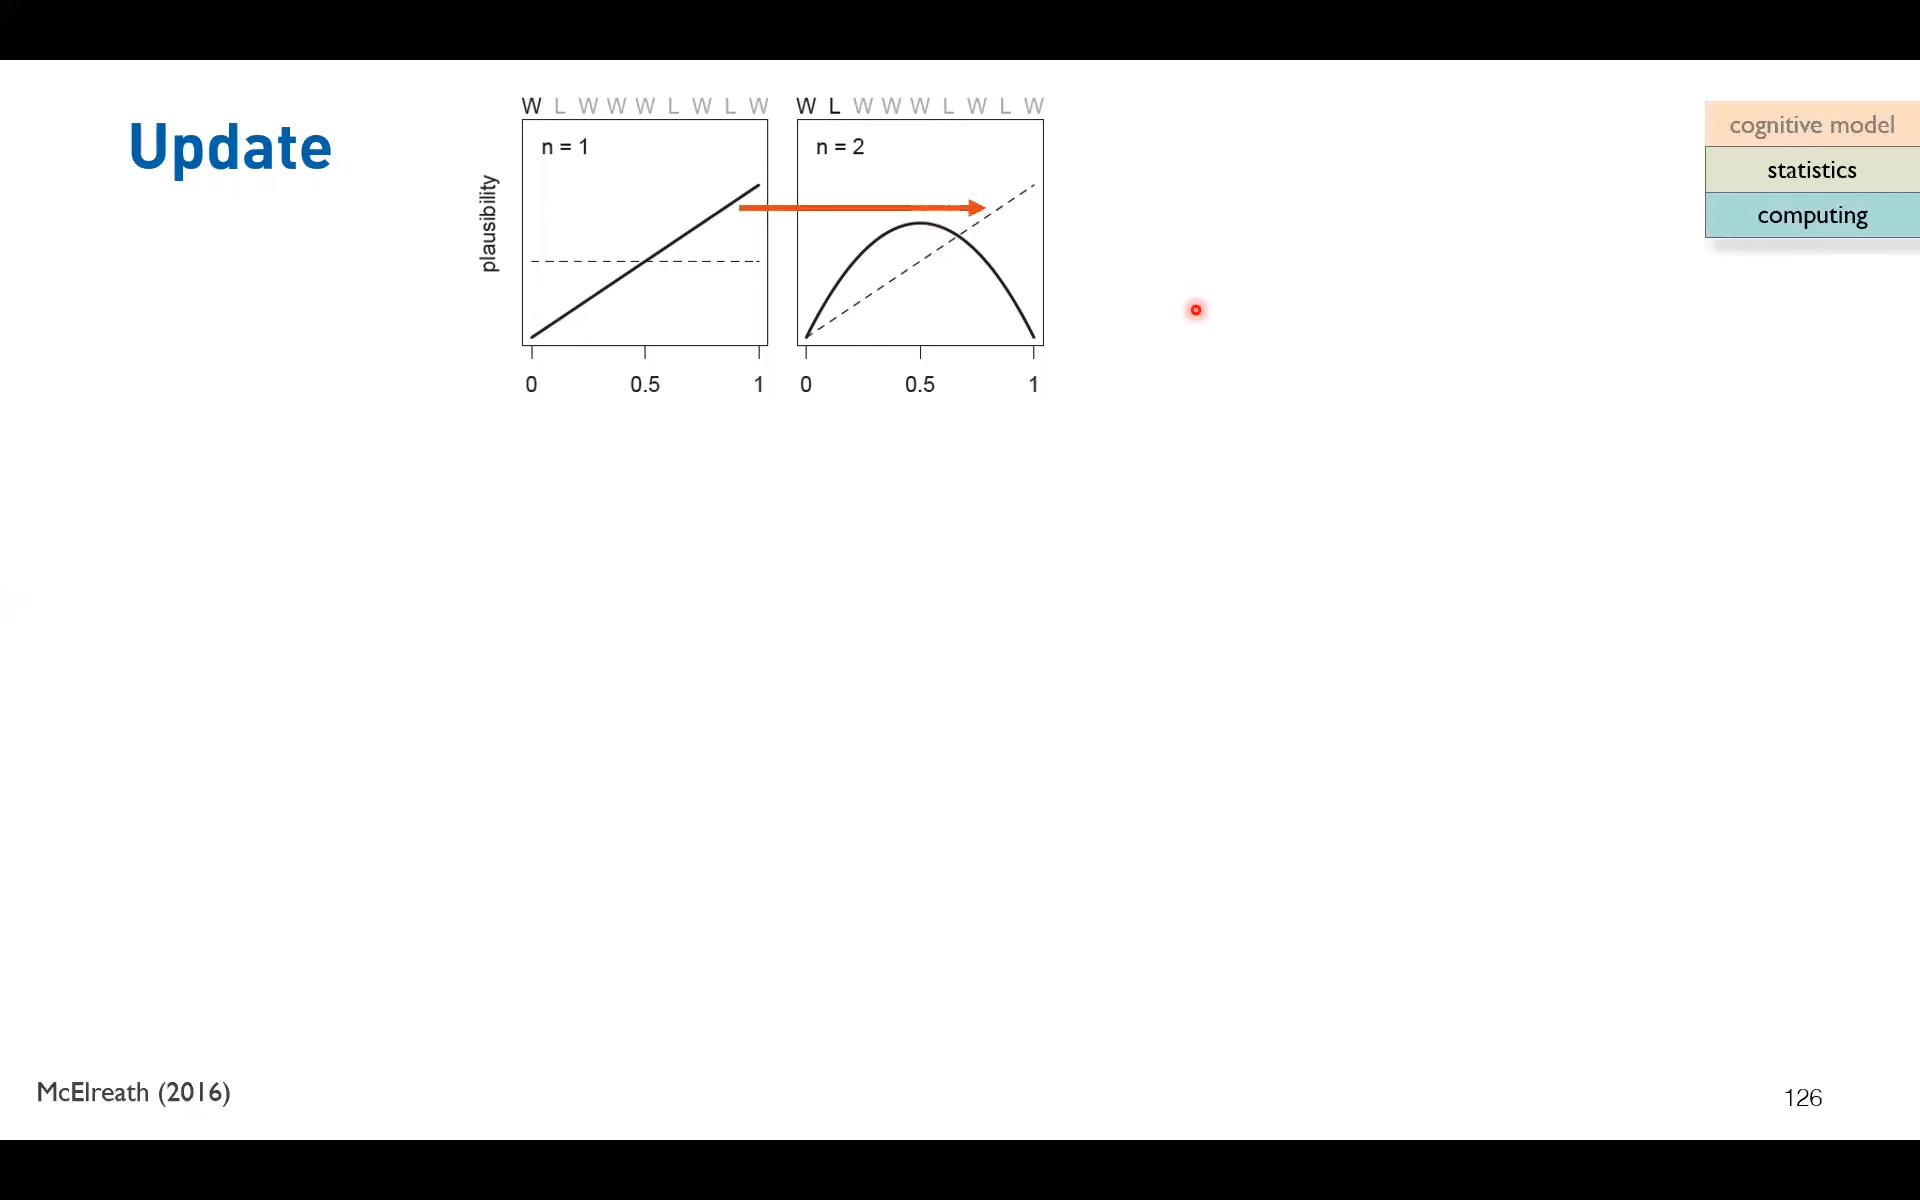 Update
W L W W W L W L W
n = 1
plausibility
0 0.5 1
W L W W W L W L W
n = 2
0 0.5 1
cognitive model
statistics
computing
McElreath (2016)
126